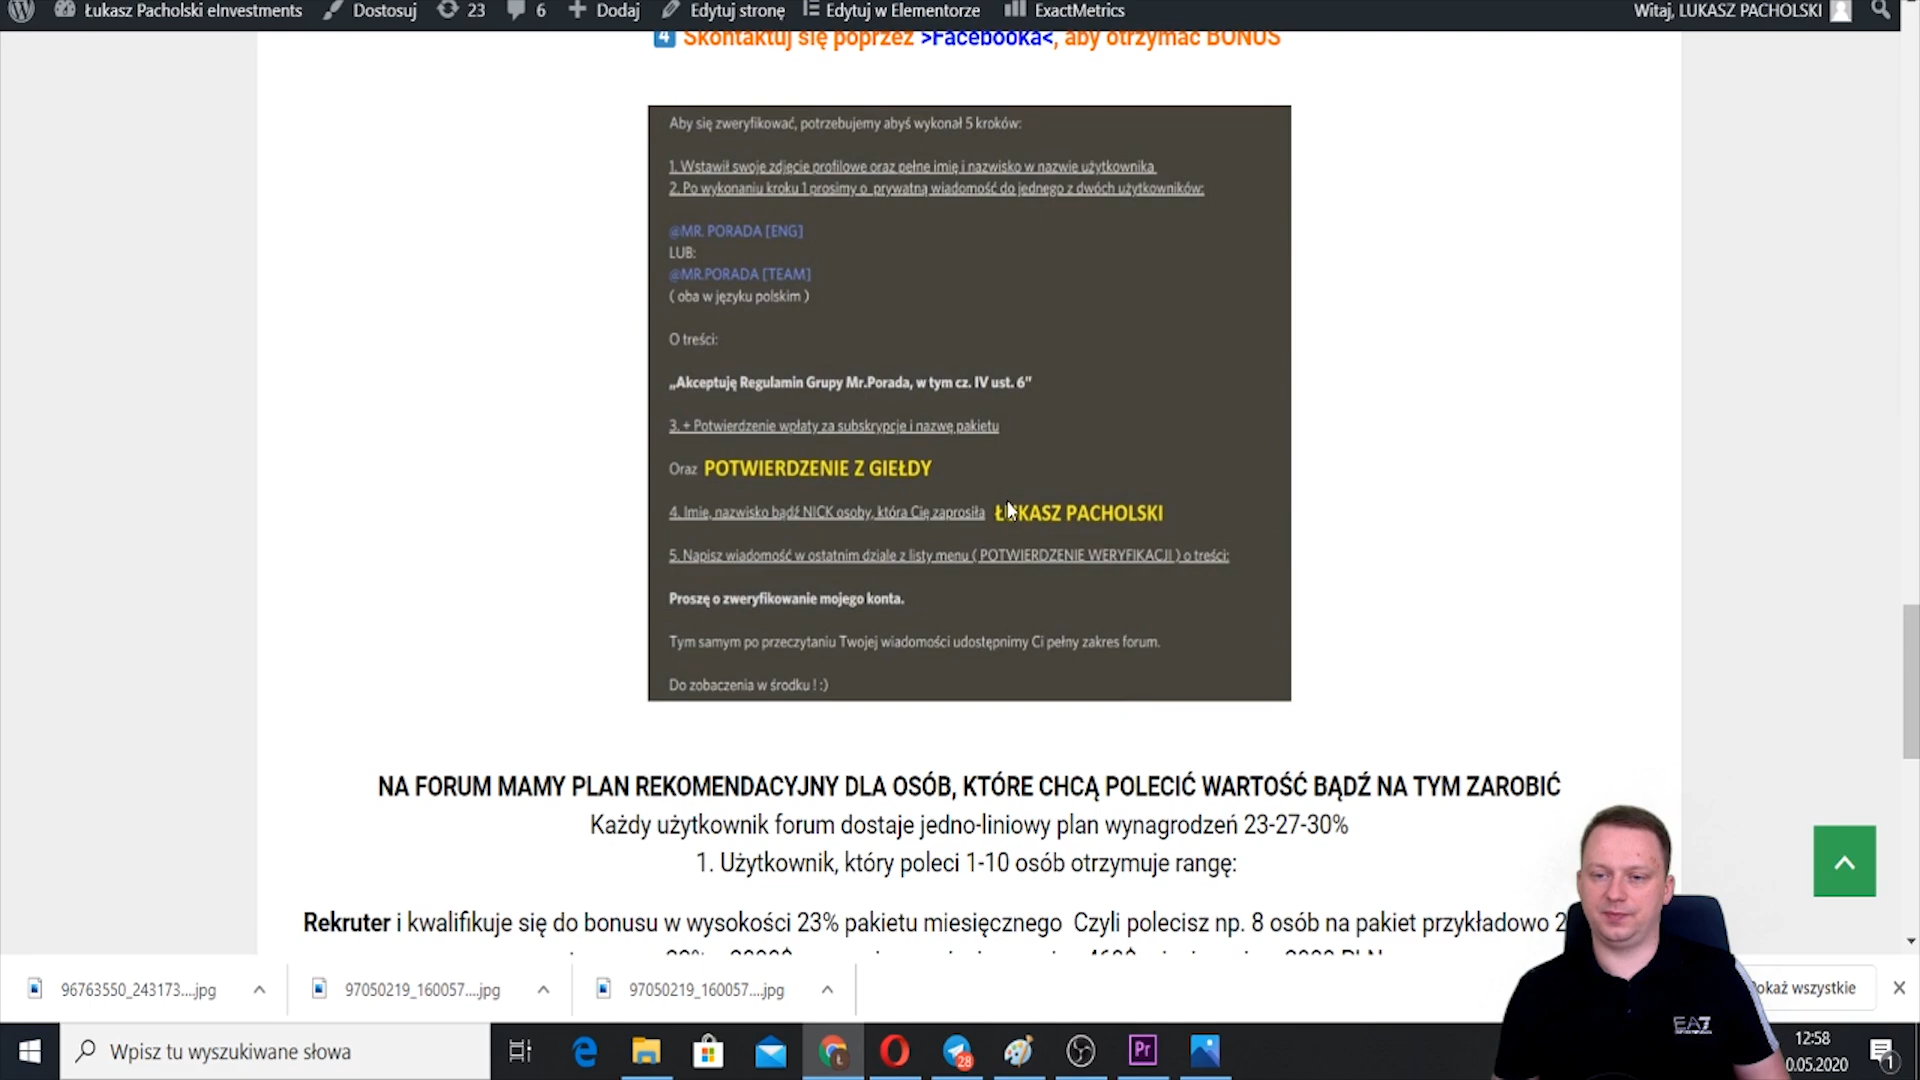 Łukasz Pacholski eInvestments Dostosuj 23 6 Dodaj Edytuj stronę Edytuj w Elementorze ExactMetrics Witaj, LUKASZ PACHOLSKI
4 Skontaktuj się poprzez >Facebooka<, aby otrzymać BONUS
Aby się zweryfikować, potrzebujemy abyś wykonał 5 kroków:
1. Wstawił swoje zdjęcie profilowe oraz pełne imię i nazwisko w nazwie użytkownika
2. Po wykonaniu kroku 1 prosimy o prywatną wiadomość do jednego z dwóch użytkowników:
@MR. PORADA [ENG]
LUB:
@MR.PORADA [TEAM]
( oba w języku polskim )
O treści:
„Akceptuję Regulamin Grupy Mr.Porada, w tym cz. IV ust. 6"
3. + Potwierdzenie wpłaty za subskrypcje i nazwę pakietu
Oraz POTWIERDZENIE Z GIEŁDY
4. Imię, nazwisko bądź NICK osoby, która Cię zaprosiła ŁUKASZ PACHOLSKI
5. Napisz wiadomość w ostatnim dziale z listy menu ( POTWIERDZENIE WERYFIKACJI ) o treści:
Proszę o zweryfikowanie mojego konta.
Tym samym po przeczytaniu Twojej wiadomości udostępnimy Ci pełny zakres forum.
Do zobaczenia w środku ! :)
NA FORUM MAMY PLAN REKOMENDACYJNY DLA OSÓB, KTÓRE CHCĄ POLECIĆ WARTOŚĆ BĄDŹ NA TYM ZAROBIĆ
Każdy użytkownik forum dostaje jedno-liniowy plan wynagrodzeń 23-27-30%
1. Użytkownik, który poleci 1-10 osób otrzymuje rangę:
Rekruter i kwalifikuje się do bonusu w wysokości 23% pakietu miesięcznego Czyli polecisz np. 8 osób na pakiet przykładowo 2
96763550_243173....jpg 97050219_160057....jpg 97050219_160057....jpg okaż wszystkie
EA7
Wpisz tu wyszukiwane słowa 28 Pr 12:58
0.05.2020 1